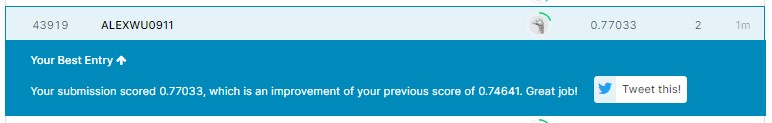 43919 ALEXWU0911 0.77033 2 1m
Your Best Entry ↑
Your submission scored 0.77033, which is an improvement of your previous score of 0.74641. Great job! Tweet this!